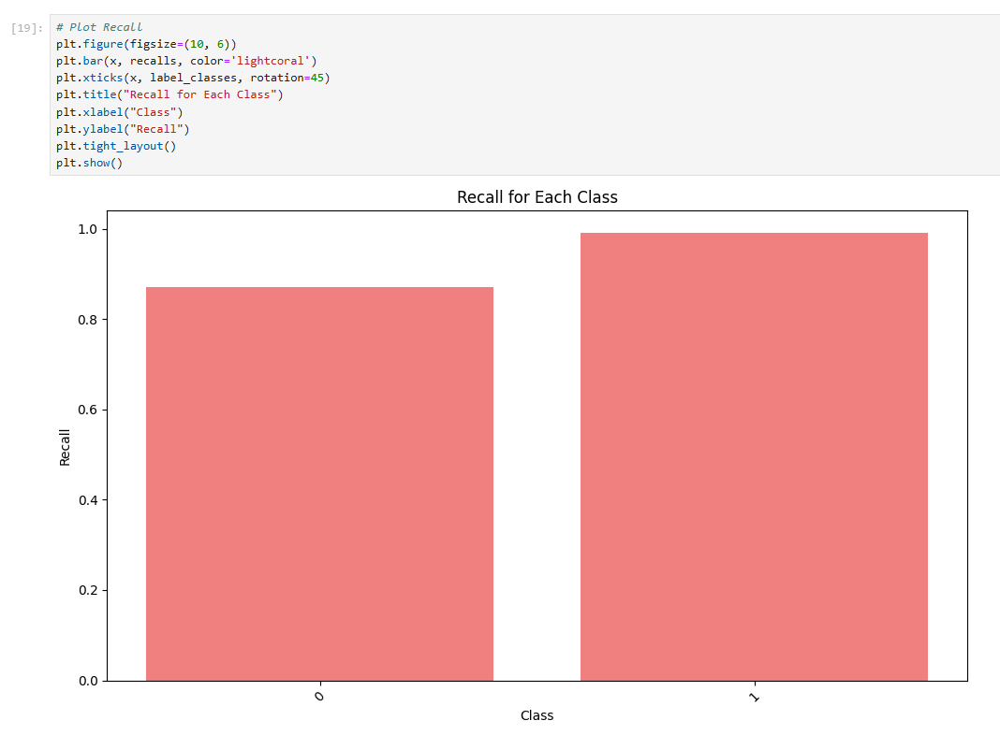 [19]: # Plot Recall
plt.figure(figsize=(10, 6))
plt.bar(x, recalls, color='lightcoral')
plt.xticks(x, label_classes, rotation=45)
plt.title("Recall for Each Class")
plt.xlabel("Class")
plt.ylabel("Recall")
plt.tight_layout()
plt.show()
Recall for Each Class
1.0
0.8
0.6
0.4
0.2
0.0
Recall
0 1
Class